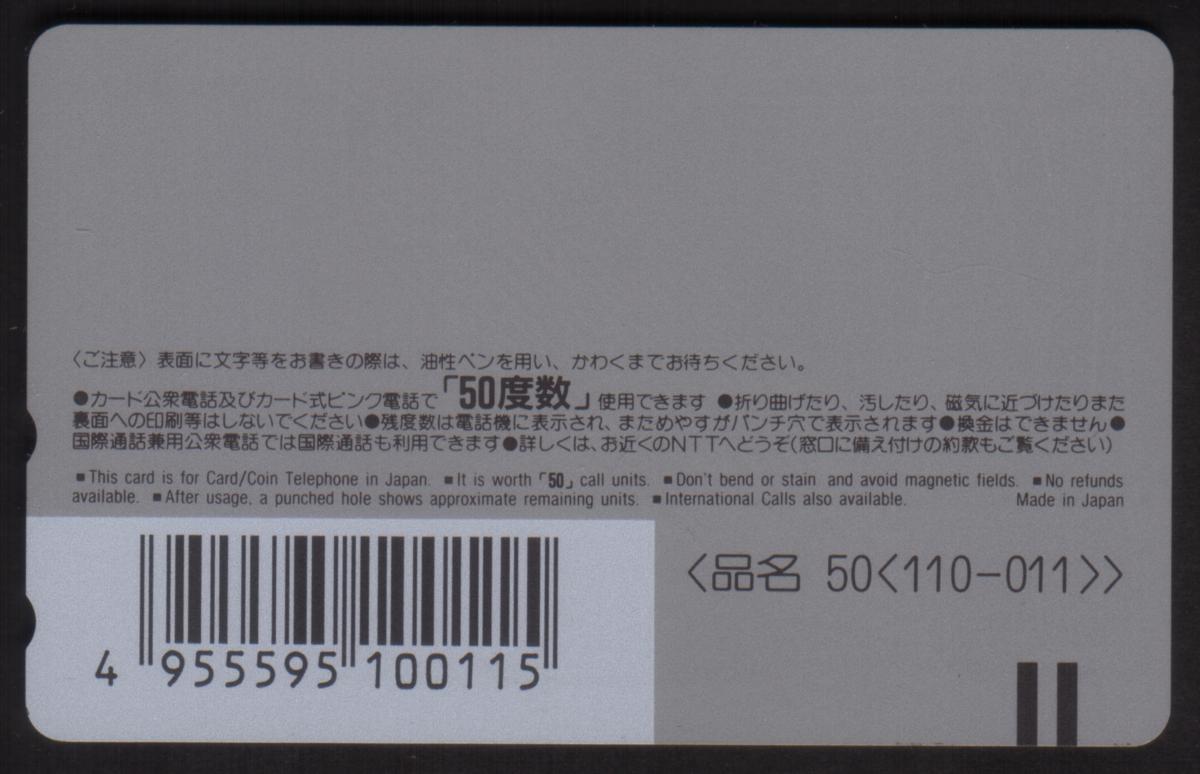 〈ご注意〉表面に文字等をお書きの際は、油性ペンを用い、かわくまでお待ちください。
●カード公衆電話及びカード式ピンク電話で「50度数」使用できます ●折り曲げたり、汚したり、磁気に近づけたりまた
裏面への印刷等はしないでください●残度数は電話機に表示され、まためやすがパンチ穴で表示されます●換金はできません●
国際通話兼用公衆電話では国際通話も利用できます●詳しくは、お近くのNTTへどうぞ(窓口に備え付けの約款もご覧ください)
■This card is for Card/Coin Telephone in Japan. ■It is worth「50」call units. ■Don't bend or stain and avoid magnetic fields. ■No refunds
available. ■After usage, a punched hole shows approximate remaining units. ■International Calls also available. Made in Japan
〈品名 50〈110-011〉〉
4 955595 100115